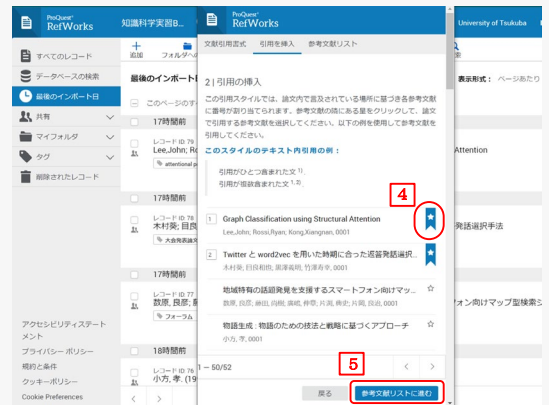 ProQuest
RefWorks
知識科学実習B...
すべてのレコード
データベースの検索
最後のインポート日
共有
マイフォルダ
タグ
削除されたレコード
アクセシビリティステートメント
プライバシー ポリシー
規約と条件
クッキーポリシー
Cookie Preferences
追加
フォルダへの
最後のインポート日
このページのす
17時間前
レコード ID: 79
Lee,John; Ro
attentional p
17時間前
レコード ID: 78
木村葵; 目良
大会発表論文
17時間前
レコード ID: 77
数原, 良彦;
フォーラム
18時間前
レコード ID: 76
小方, 孝. (19
ProQuest
RefWorks
文献引用書式
引用を挿入
参考文献リスト
2 | 引用の挿入
この引用スタイルでは、論文内で言及されている場所に基づき各参考文献
に番号が割り当てられます。参考文献の隣にある星をクリックして、論文
で引用する参考文献を選択してください。以下の例を使用して参考文献を
引用してください。
このスタイルのテキスト内引用の例：
引用がひとつ含まれた文 1).
引用が複数含まれた文 1, 3).
4
1 Graph Classification using Structural Attention
Lee,John; Rossi,Ryan; Kong,Xiangnan, 0001
2 Twitter と word2vec を用いた時期に合った返答発話選択...
木村葵; 目良和也; 黒澤義明; 竹澤寿幸, 0001
地域特有の話題発見を支援するスマートフォン向けマッ...
物語生成 : 物語のための技法と戦略に基づくアプローチ
小方, 孝, 0001
1 – 50/52
5
戻る
参考文献リストに進む
University of Tsukuba
表示形式： ページあたり
Attention
発話選択手法
フォン向けマップ型検索シ